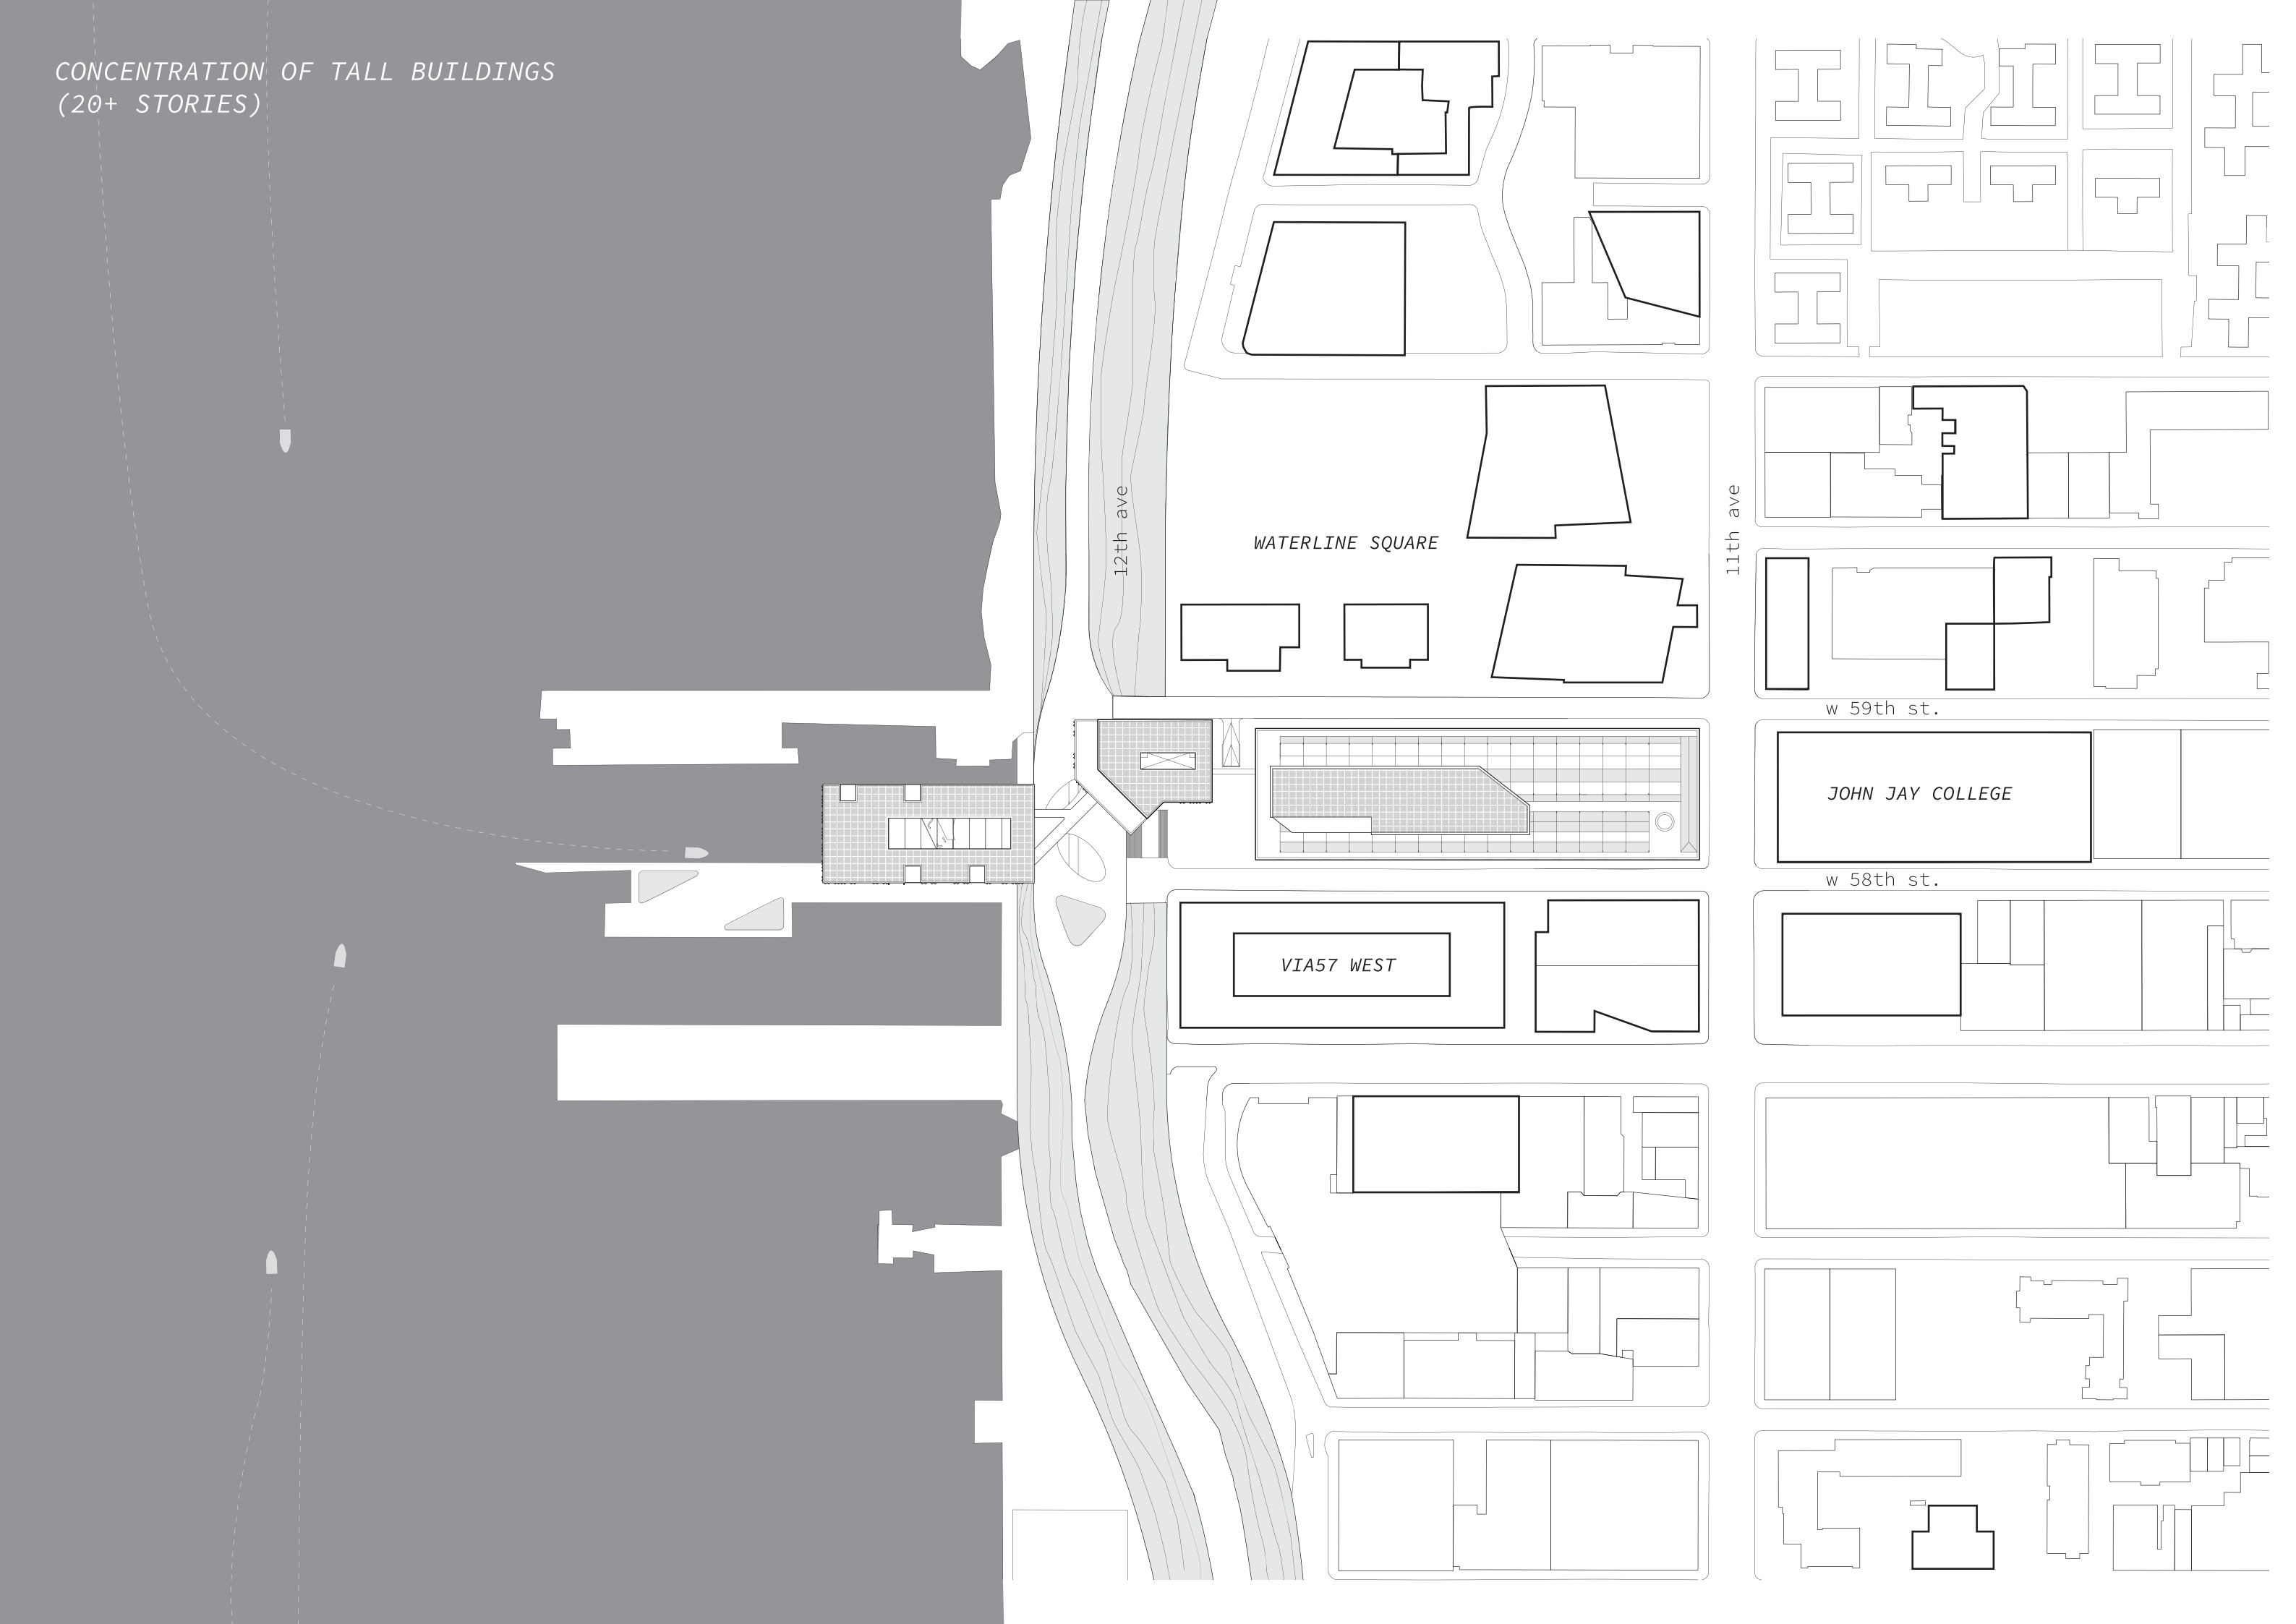 CONCENTRATION OF TALL BUILDINGS
(20+ STORIES)
12th ave
11th ave
WATERLINE SQUARE
w 59th st.
JOHN JAY COLLEGE
w 58th st.
VIA57 WEST